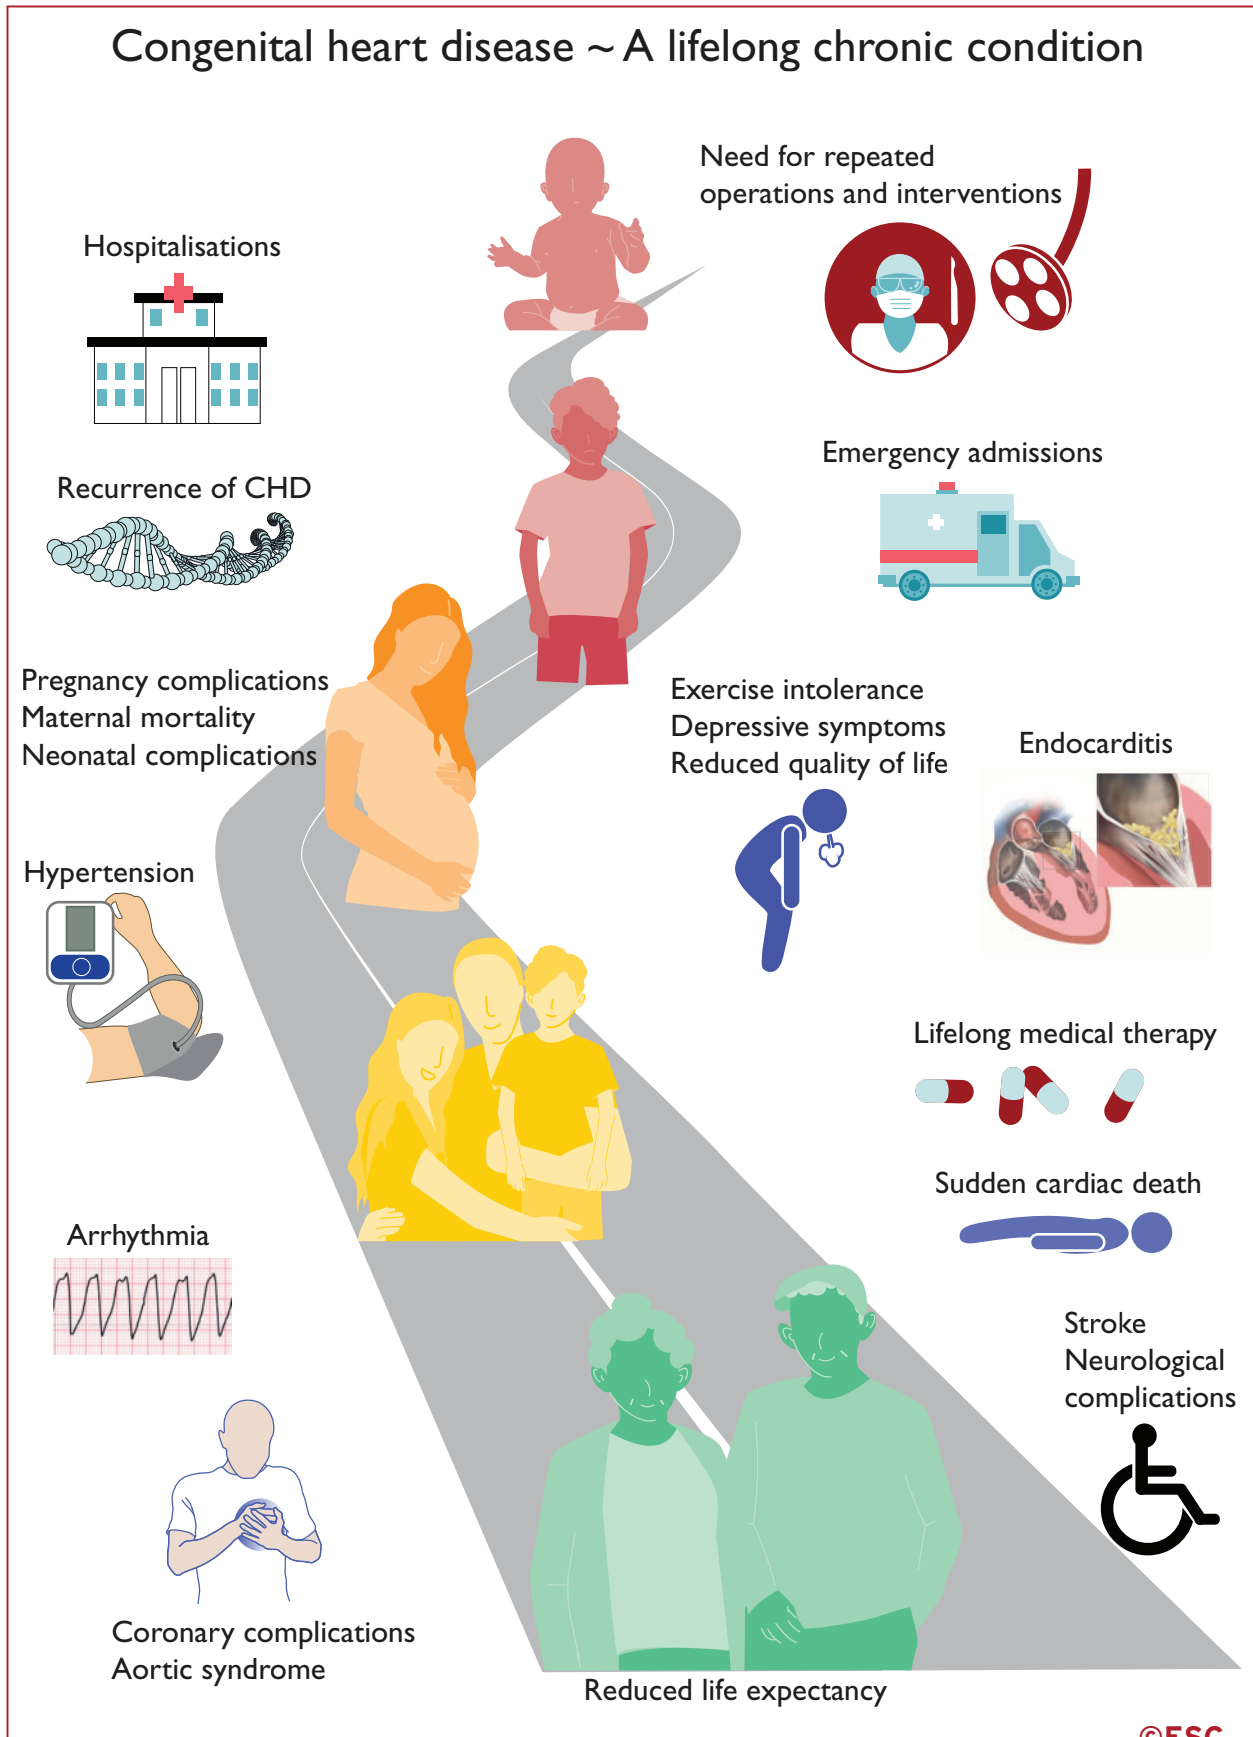 Congenital heart disease ~ A lifelong chronic condition
Need for repeated
operations and interventions
Hospitalisations
Emergency admissions
Recurrence of CHD
Pregnancy complications
Maternal mortality
Neonatal complications
Exercise intolerance
Depressive symptoms
Reduced quality of life
Endocarditis
Hypertension
Lifelong medical therapy
Sudden cardiac death
Arrhythmia
Stroke
Neurological
complications
Coronary complications
Aortic syndrome
Reduced life expectancy
©ESC